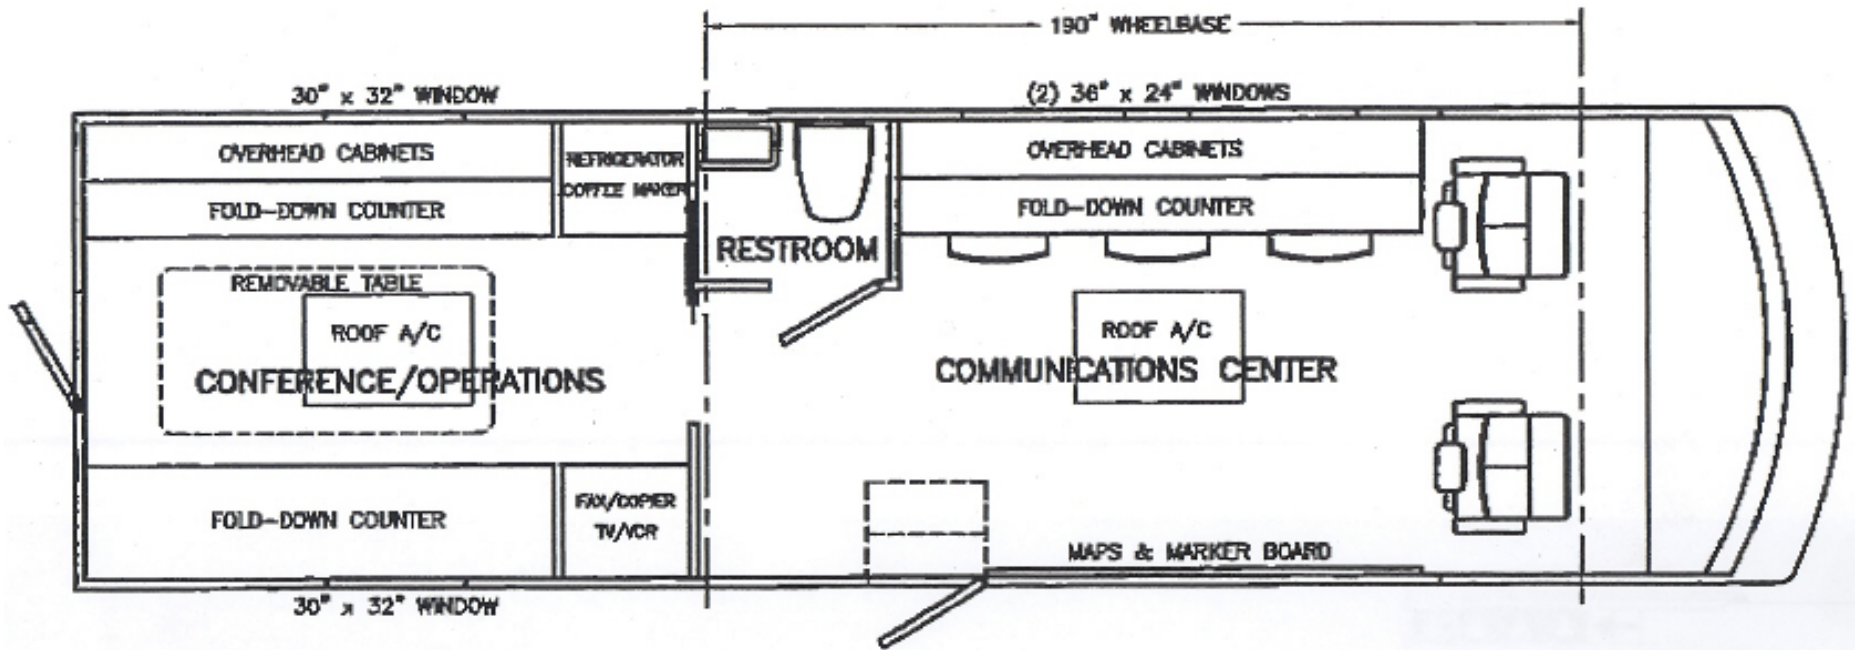 190" WHEELBASE
30" x 32" WINDOW
(2) 36" x 24" WINDOWS
OVERHEAD CABINETS
REFRIGERATOR
COFFEE MAKER
OVERHEAD CABINETS
FOLD-DOWN COUNTER
FOLD-DOWN COUNTER
RESTROOM
REMOVABLE TABLE
ROOF A/C
ROOF A/C
CONFERENCE/OPERATIONS
COMMUNICATIONS CENTER
FOLD-DOWN COUNTER
FAX/COPIER
TV/VCR
MAPS & MARKER BOARD
30" x 32" WINDOW